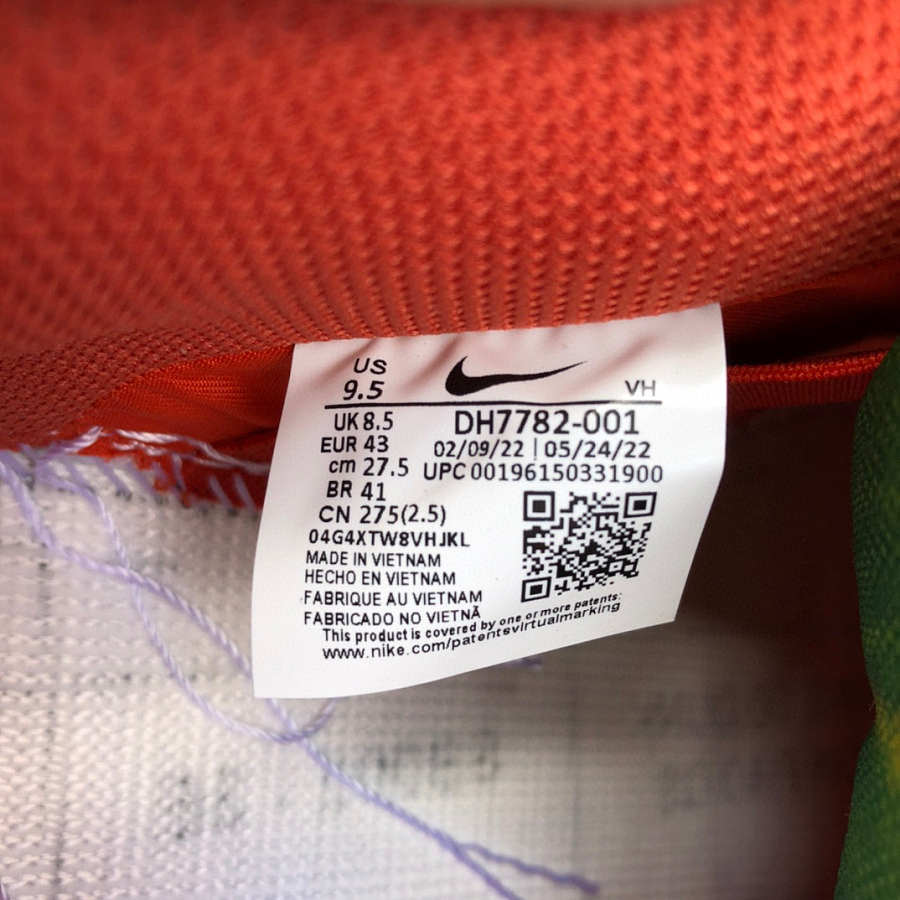 US
9.5
VH
UK 8.5
EUR 43
cm 27.5
BR 41
CN 275(2.5)
04G4XTW8VHJKL
DH7782-001
02/09/22 | 05/24/22
UPC 00196150331900
MADE IN VIETNAM
HECHO EN VIETNAM
FABRIQUE AU VIETNAM
FABRICADO NO VIETNÃ
This product is covered by one or more patents:
www.nike.com/patentsvirtualmarking